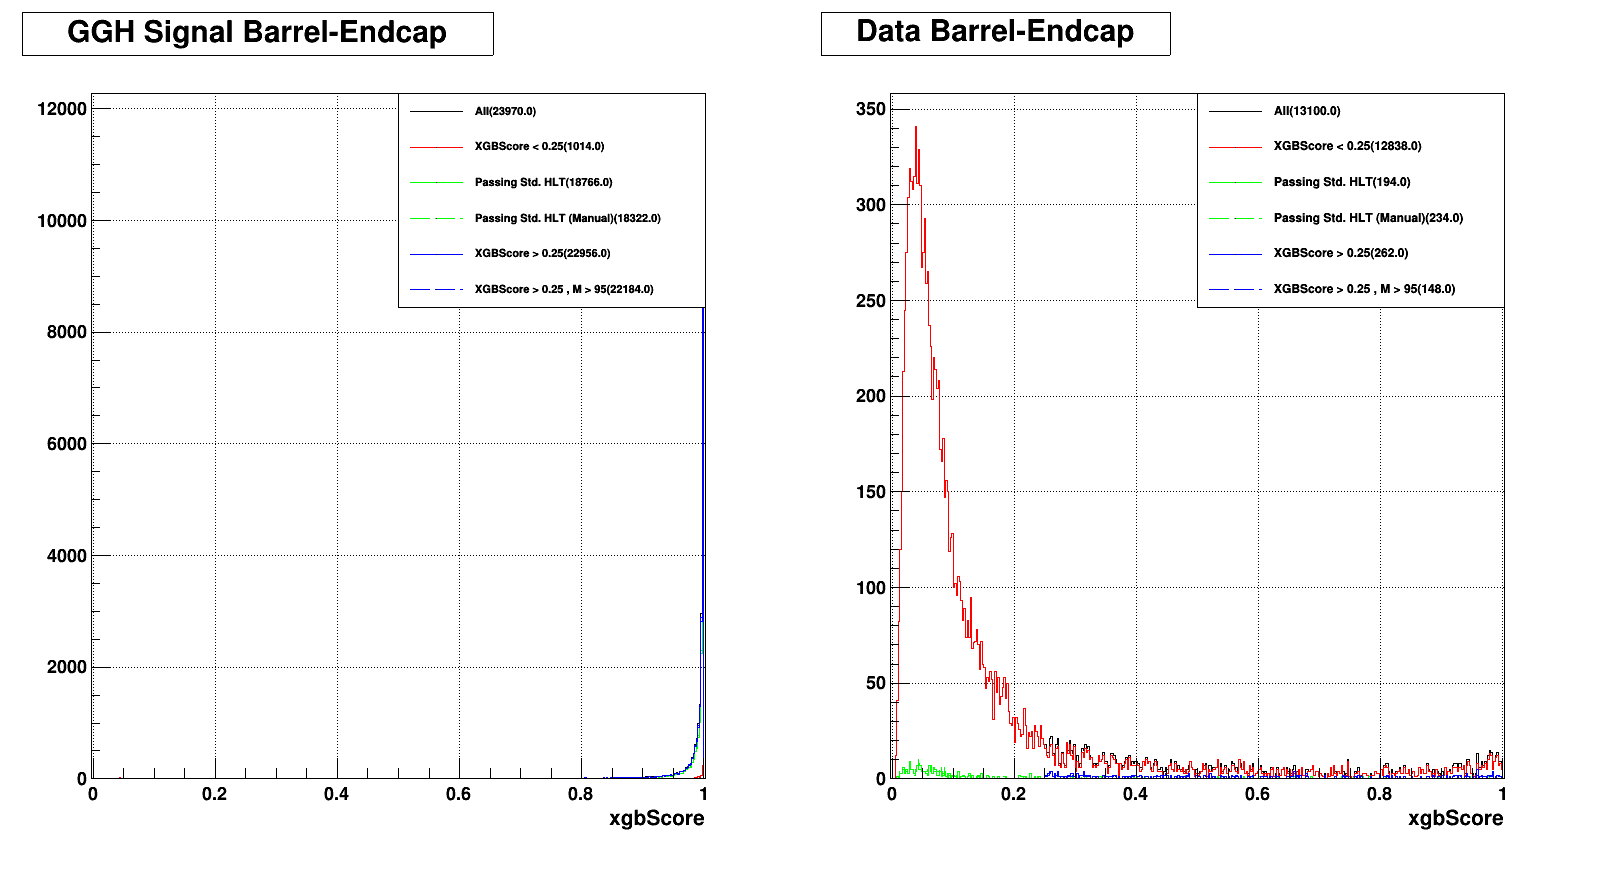 GGH Signal Barrel-Endcap
12000
10000
8000
6000
4000
2000
0
0 0.2 0.4 0.6 0.8 1
xgbScore
All(23970.0)
XGBScore < 0.25(1014.0)
Passing Std. HLT(18766.0)
Passing Std. HLT (Manual)(18322.0)
XGBScore > 0.25(22956.0)
XGBScore > 0.25 , M > 95(22184.0)
Data Barrel-Endcap
350
300
250
200
150
100
50
0
0 0.2 0.4 0.6 0.8 1
xgbScore
All(13100.0)
XGBScore < 0.25(12838.0)
Passing Std. HLT(194.0)
Passing Std. HLT (Manual)(234.0)
XGBScore > 0.25(262.0)
XGBScore > 0.25 , M > 95(148.0)